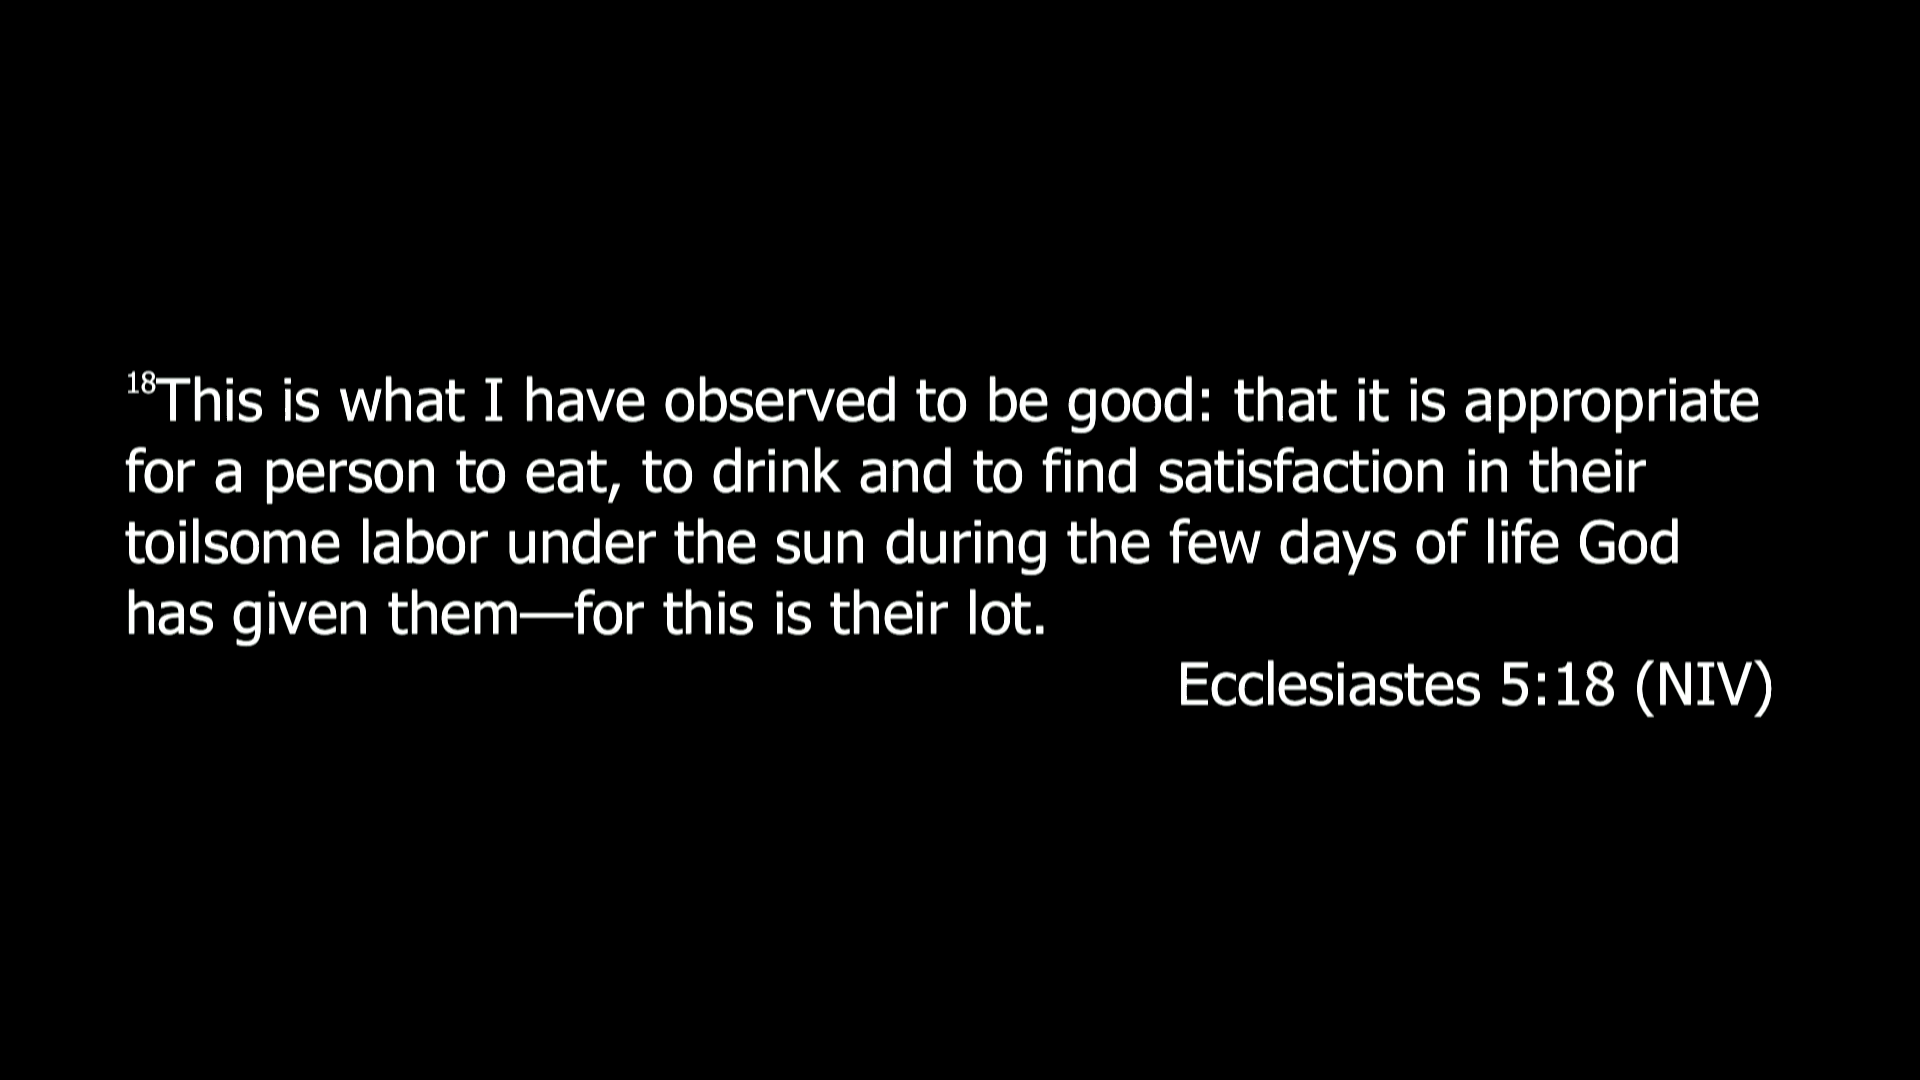 18This is what I have observed to be good: that it is appropriate
for a person to eat, to drink and to find satisfaction in their
toilsome labor under the sun during the few days of life God
has given them—for this is their lot.
Ecclesiastes 5:18 (NIV)